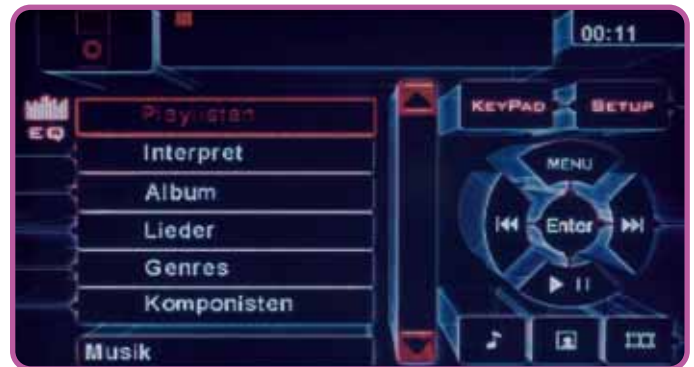 00:11
KEYPAD SETUP
EQ
Playlisten
Interpret
Album
Lieder
Genres
Komponisten
Musik
MENU
Enter